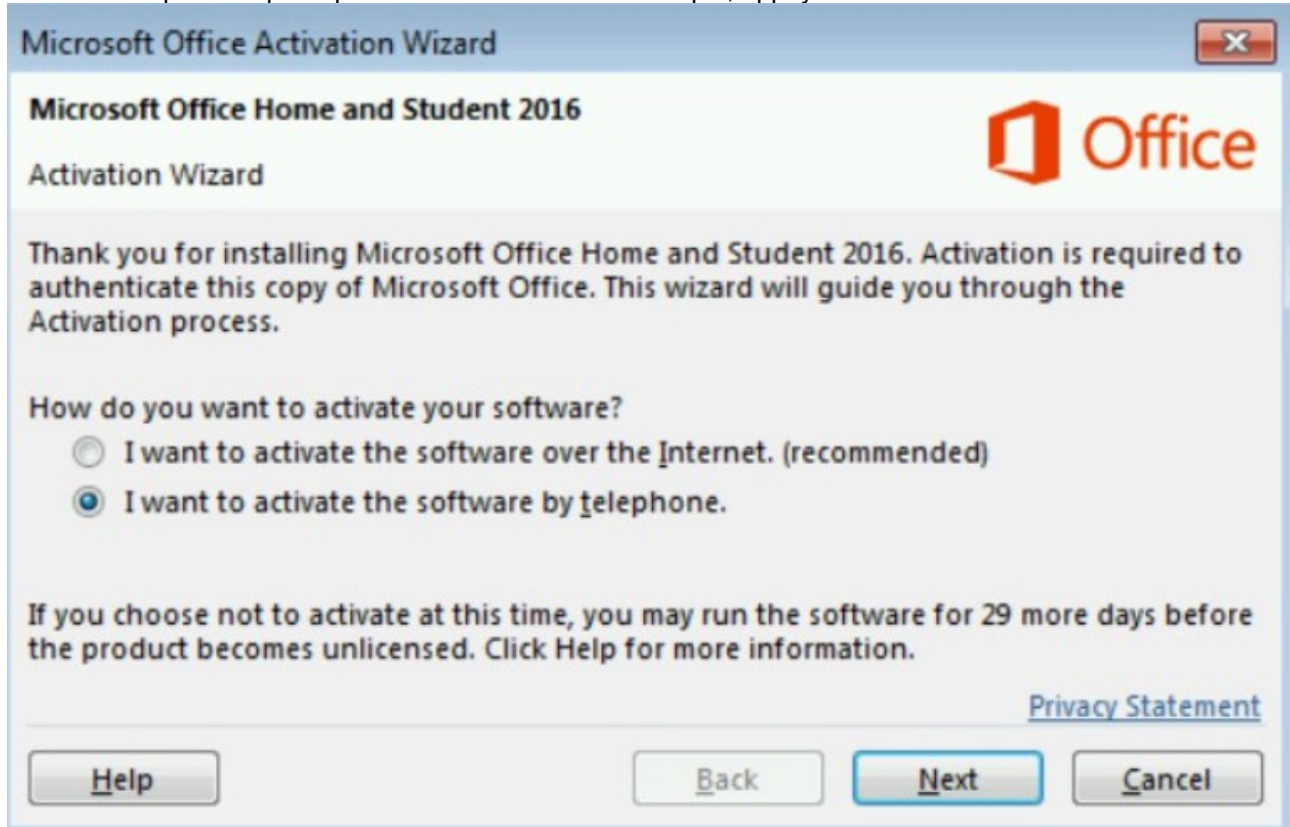 Microsoft Office Activation Wizard
Microsoft Office Home and Student 2016
Office
Activation Wizard
Thank you for installing Microsoft Office Home and Student 2016. Activation is required to
authenticate this copy of Microsoft Office. This wizard will guide you through the
Activation process.
How do you want to activate your software?
I want to activate the software over the Internet. (recommended)
I want to activate the software by telephone.
If you choose not to activate at this time, you may run the software for 29 more days before
the product becomes unlicensed. Click Help for more information.
Privacy Statement
Help
Back
Next
Cancel